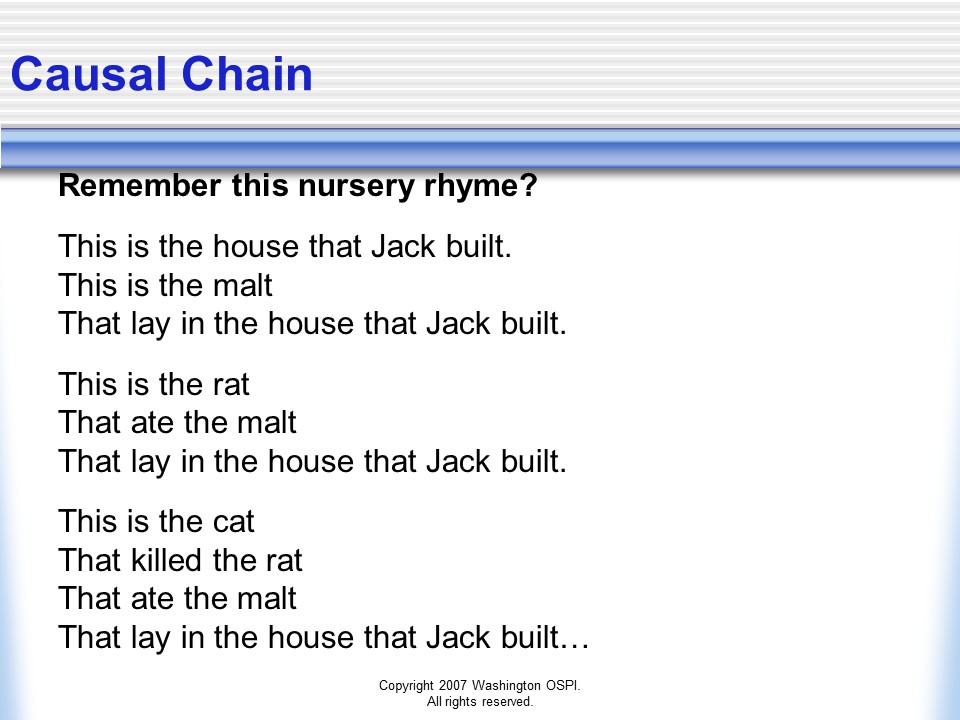 Causal Chain
Remember this nursery rhyme?
This is the house that Jack built.
This is the malt
That lay in the house that Jack built.
This is the rat
That ate the malt
That lay in the house that Jack built.
This is the cat
That killed the rat
That ate the malt
That lay in the house that Jack built…
Copyright 2007 Washington OSPI.
All rights reserved.